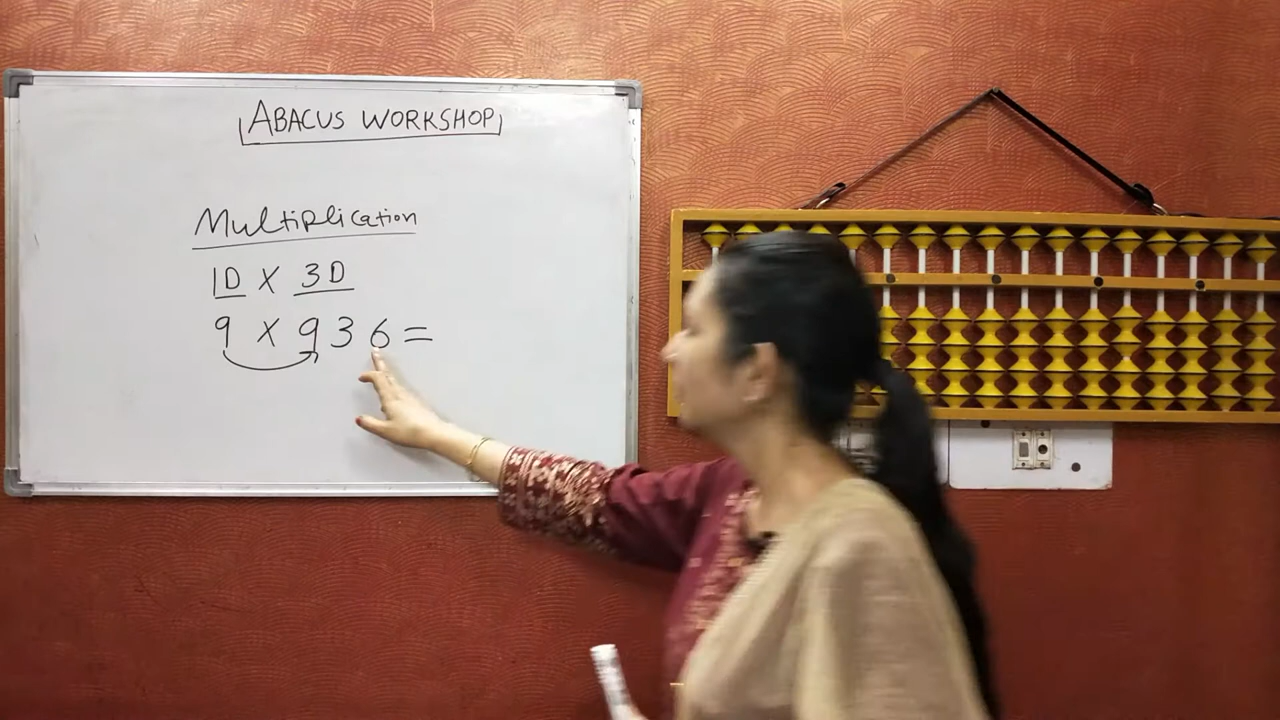 ABACUS WORKSHOP
Multiplication
1D X 3D
9 X 936=